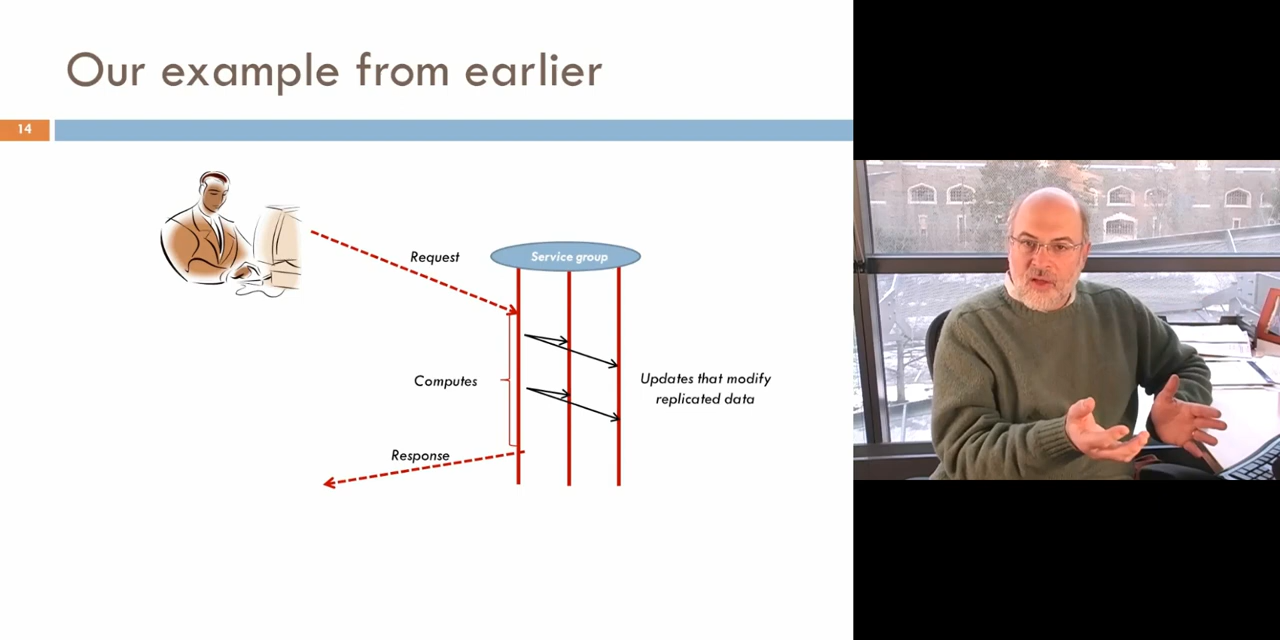 Our example from earlier
14
Request
Service group
Computes
Updates that modify
replicated data
Response